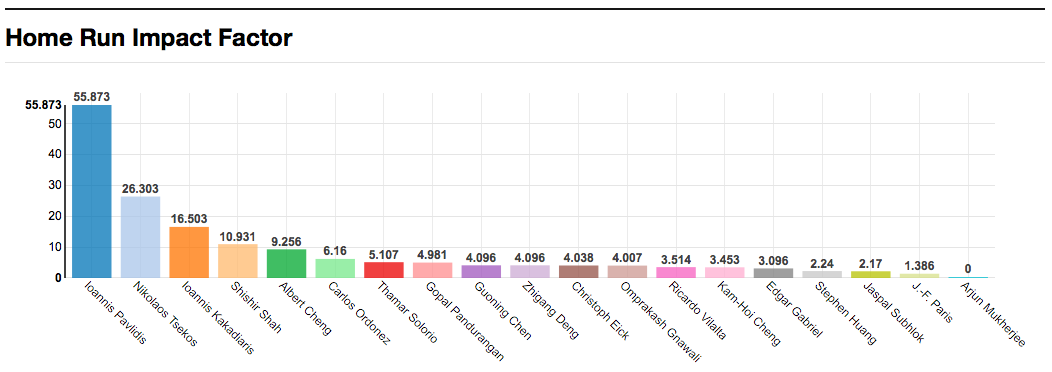 Home Run Impact Factor
55.873
50
40
30
20
10
0
55.873
26.303
16.503
10.931
9.256
6.16
5.107
4.981
4.096
4.096
4.038
4.007
3.514
3.453
3.096
2.24
2.17
1.386
0
Ioannis Pavlidis
Nikolaos Tsekos
Ioannis Kakadiaris
Shishir Shah
Albert Cheng
Carlos Ordonez
Thamar Solorio
Gopal Pandurangan
Guoning Chen
Zhigang Deng
Christoph Eick
Omprakash Gnawali
Ricardo Vilalta
Kam-Hoi Cheng
Edgar Gabriel
Stephen Huang
Jaspal Subhlok
J.-F. Paris
Arjun Mukherjee